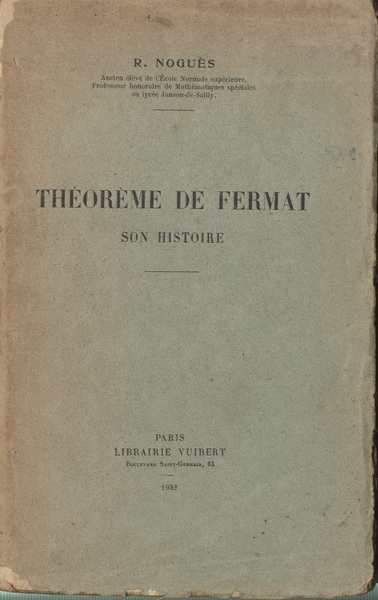 R. NOGUÈS
Ancien élève de l'École Normale supérieure,
Professeur honoraire de Mathématiques spéciales
au lycée Janson-de-Sailly.
THÉORÈME DE FERMAT
SON HISTOIRE
PARIS
LIBRAIRIE VUIBERT
BOULEVARD SAINT-GERMAIN, 63
1932